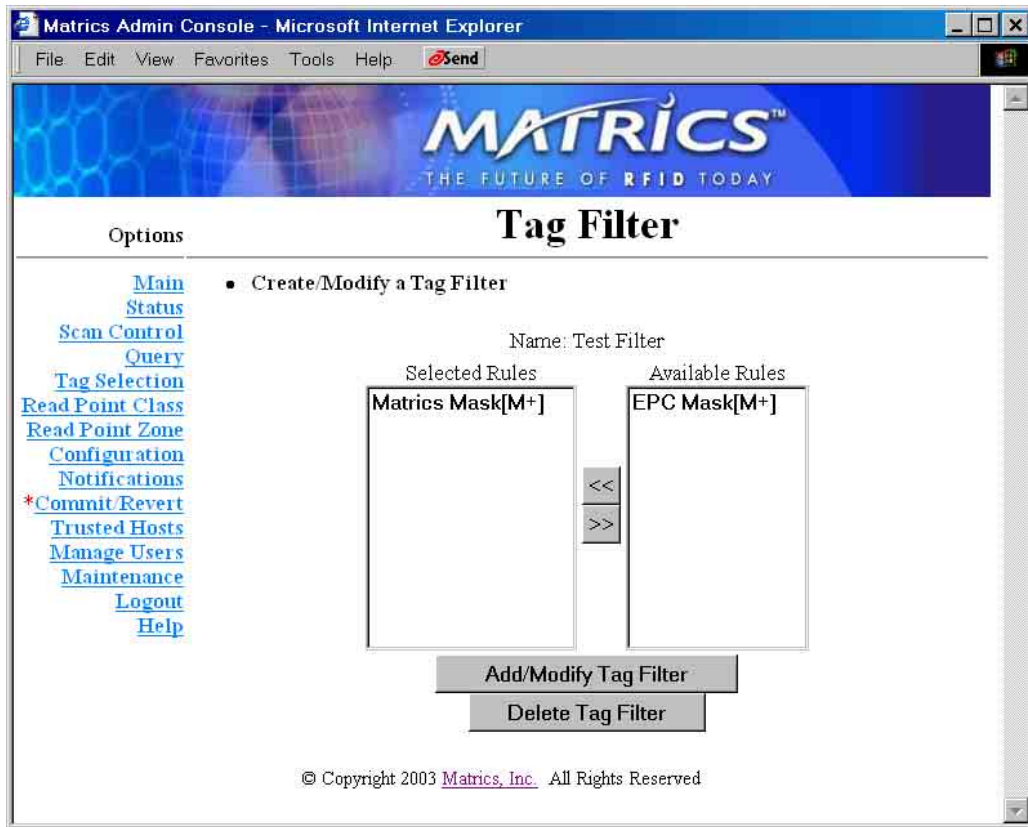 Matrics Admin Console - Microsoft Internet Explorer
File Edit View Favorites Tools Help eSend
MATRICS™
THE FUTURE OF RFID TODAY
Options
Tag Filter
Main
Status
Scan Control
Query
Tag Selection
Read Point Class
Read Point Zone
Configuration
Notifications
*Commit/Revert
Trusted Hosts
Manage Users
Maintenance
Logout
Help
• Create/Modify a Tag Filter
Name: Test Filter
Selected Rules Available Rules
Matrics Mask[M+] EPC Mask[M+]
<<
>>
Add/Modify Tag Filter
Delete Tag Filter
© Copyright 2003 Matrics, Inc. All Rights Reserved